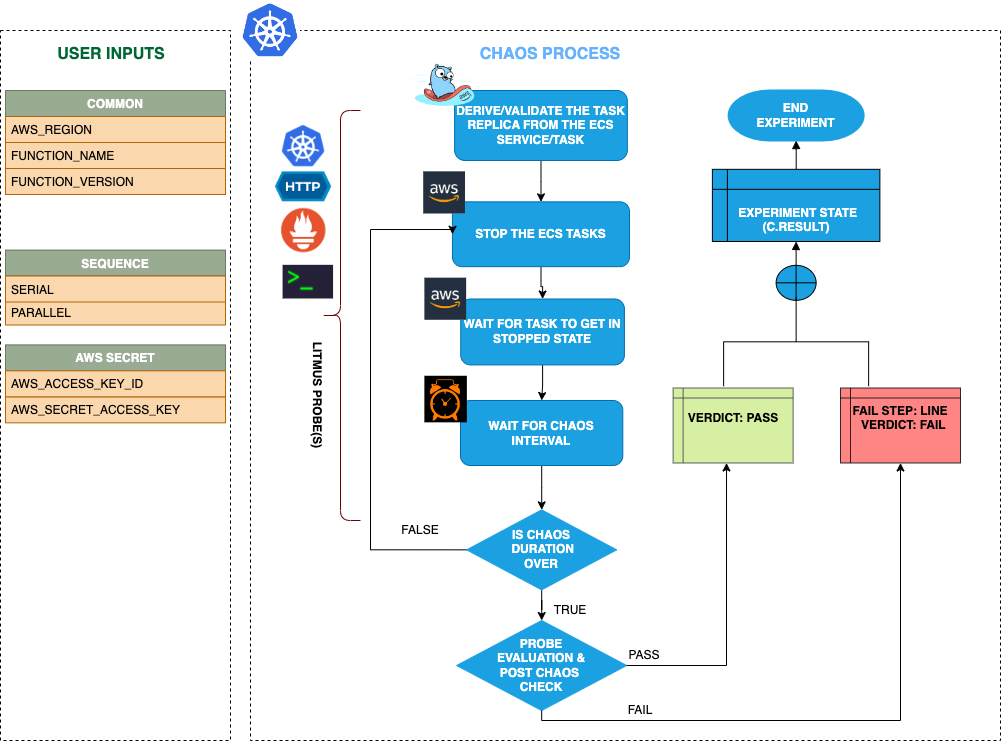 USER INPUTS
COMMON
AWS_REGION
FUNCTION_NAME
FUNCTION_VERSION
SEQUENCE
SERIAL
PARALLEL
AWS SECRET
AWS_ACCESS_KEY_ID
AWS_SECRET_ACCESS_KEY
CHAOS PROCESS
HTTP
>_
LITMUS PROBE(S)
aws
DERIVE/VALIDATE THE TASK
REPLICA FROM THE ECS
SERVICE/TASK
aws
STOP THE ECS TASKS
aws
WAIT FOR TASK TO GET IN
STOPPED STATE
WAIT FOR CHAOS
INTERVAL
IS CHAOS
DURATION
OVER
FALSE
TRUE
PROBE
EVALUATION &
POST CHAOS
CHECK
PASS
FAIL
VERDICT: PASS
FAIL STEP: LINE
VERDICT: FAIL
EXPERIMENT STATE
(C.RESULT)
END
EXPERIMENT